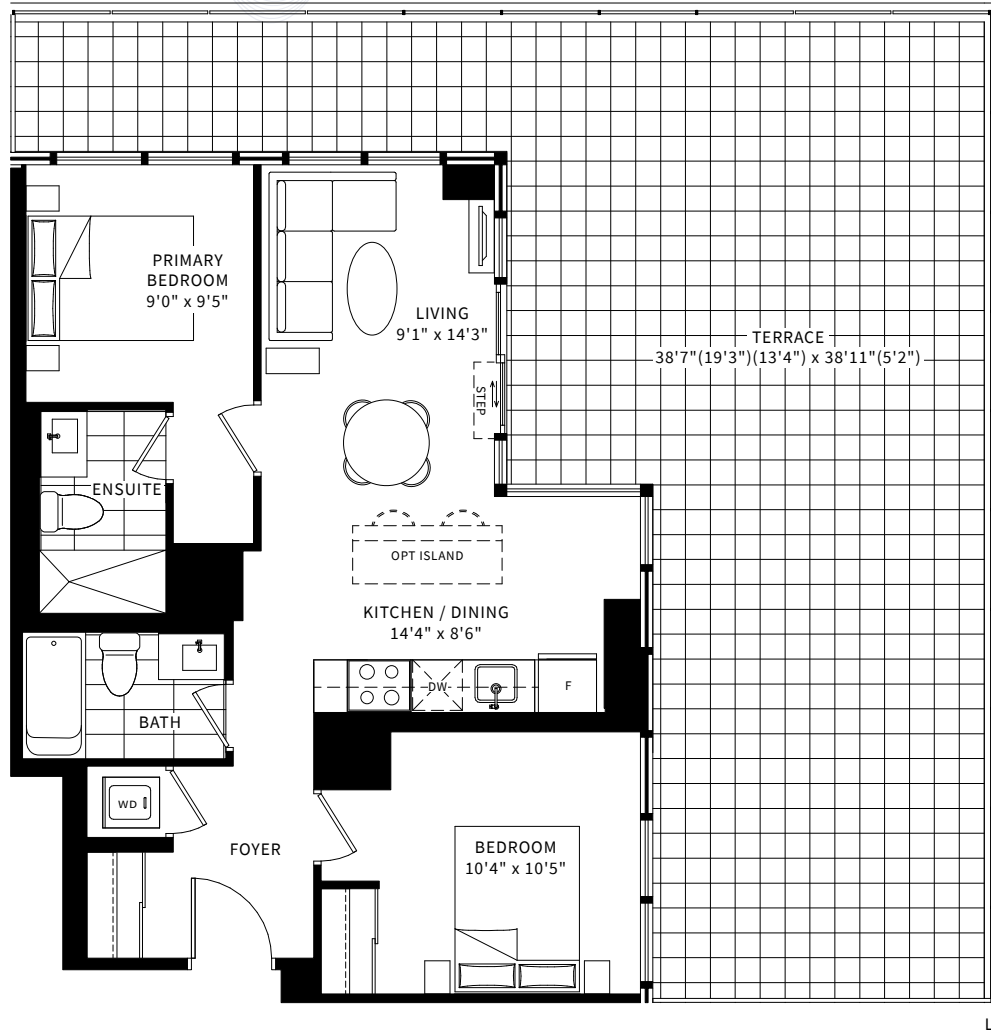 PRIMARY
BEDROOM
9'0" x 9'5"
LIVING
9'1" x 14'3"
TERRACE
38'7"(19'3")(13'4") x 38'11"(5'2")
STEP
ENSUITE
OPT ISLAND
KITCHEN / DINING
14'4" x 8'6"
DW
F
BATH
WD
FOYER
BEDROOM
10'4" x 10'5"
L